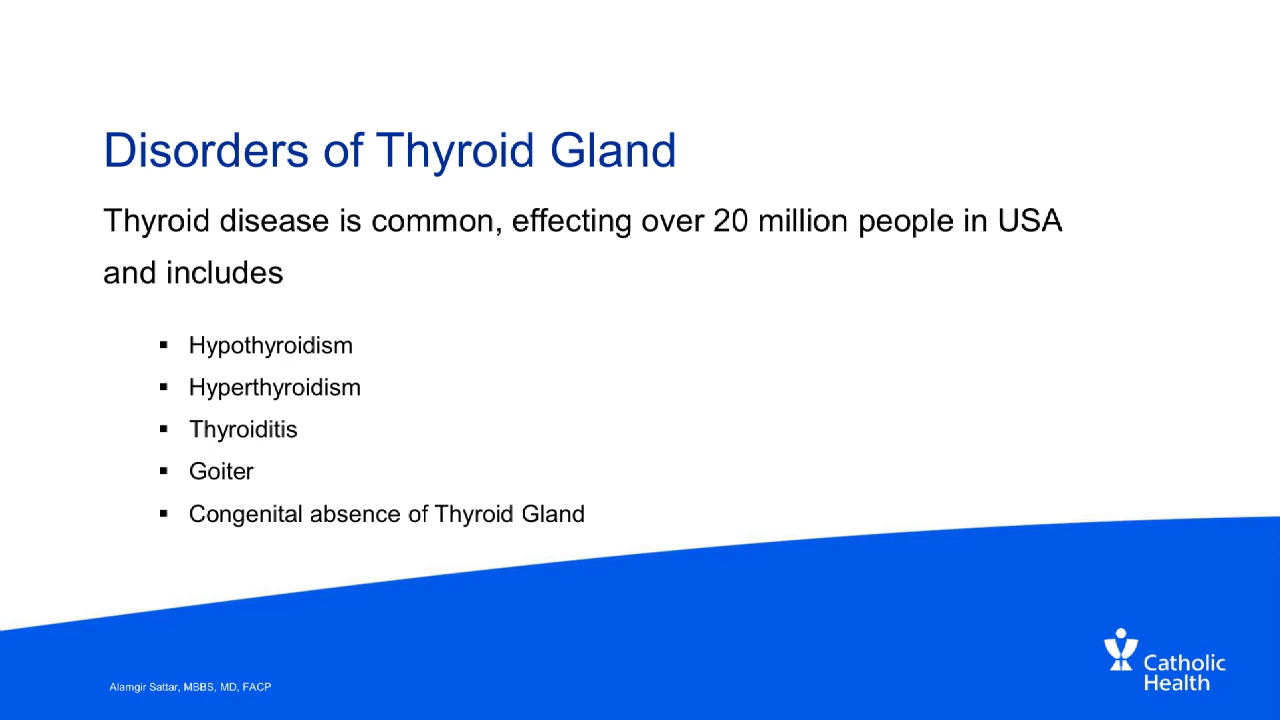 Disorders of Thyroid Gland
Thyroid disease is common, effecting over 20 million people in USA
and includes
▪ Hypothyroidism
▪ Hyperthyroidism
▪ Thyroiditis
▪ Goiter
▪ Congenital absence of Thyroid Gland
Alamgir Sattar, MBBS, MD, FACP
Catholic
Health